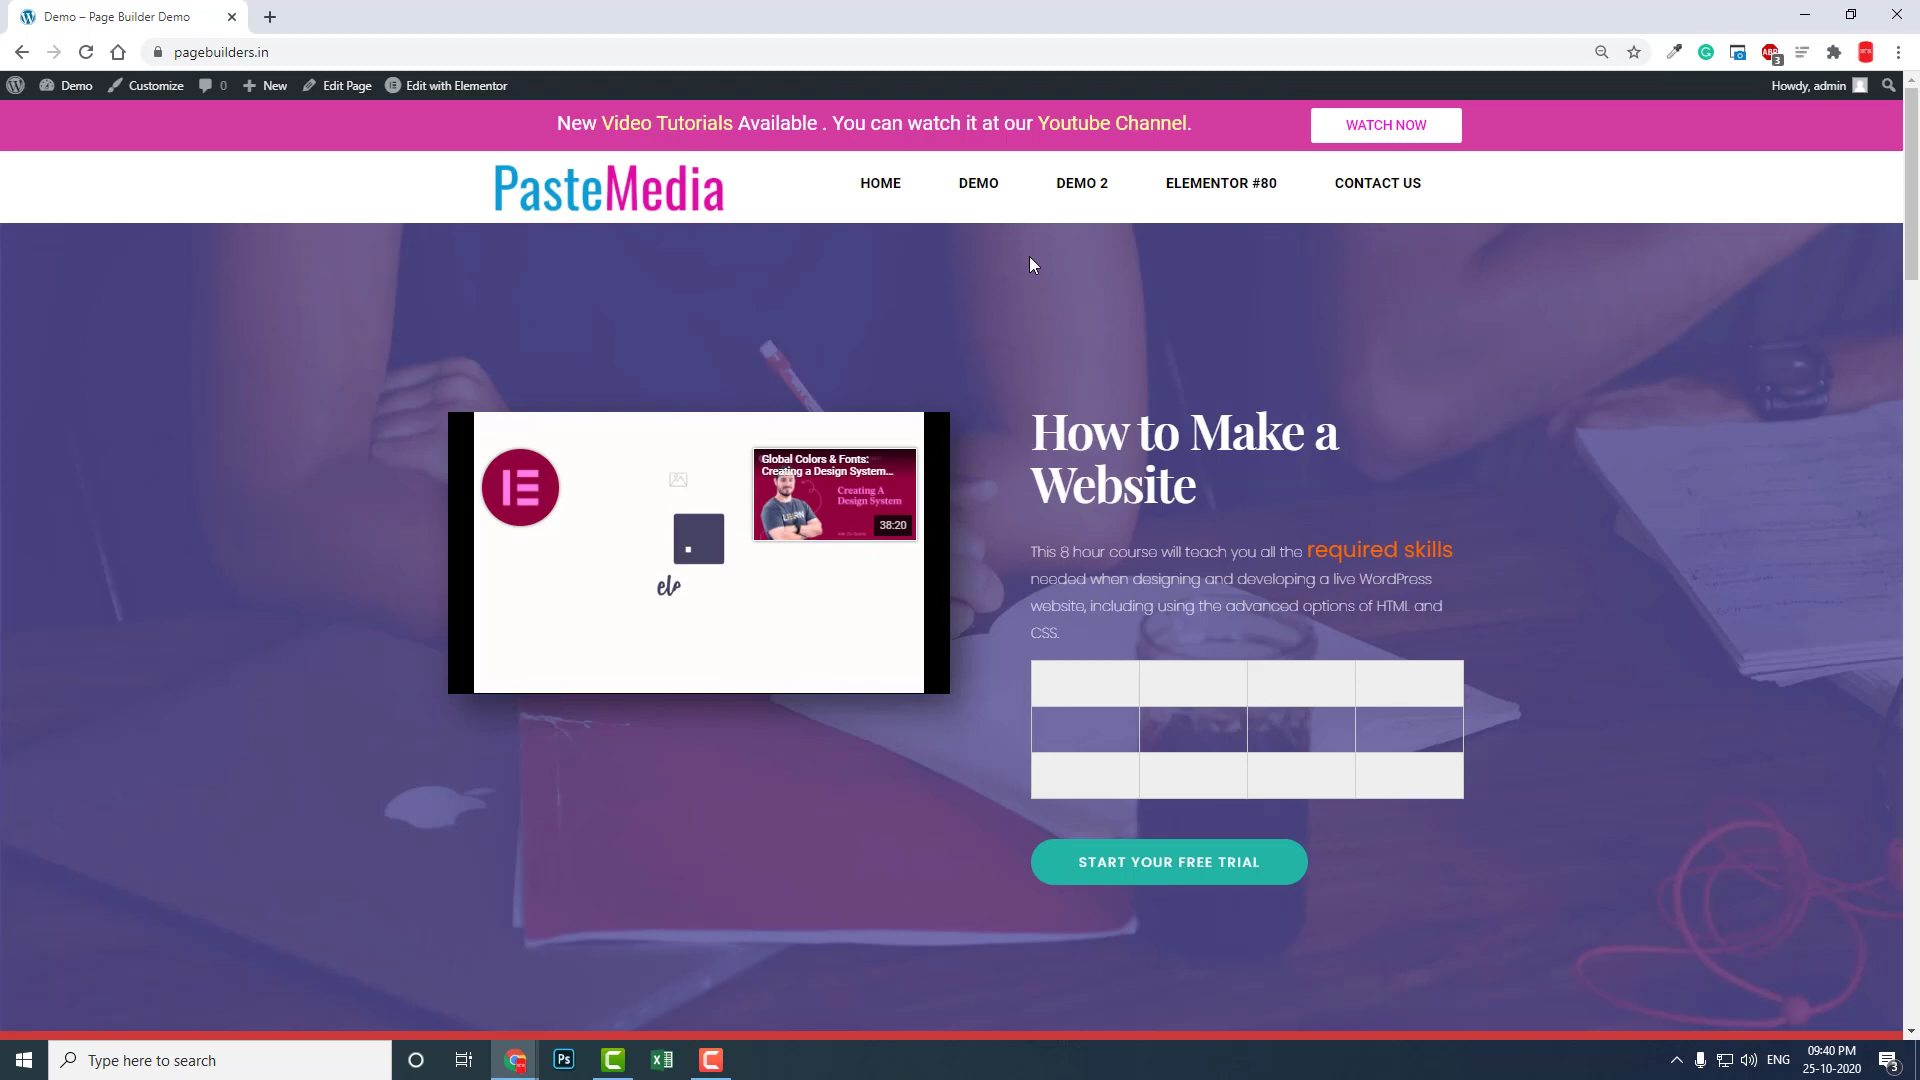 Demo – Page Builder Demo
pagebuilders.in
ABP
3
Demo
Customize
0
New
Edit Page
Edit with Elementor
Howdy, admin
New Video Tutorials Available . You can watch it at our Youtube Channel.
WATCH NOW
PasteMedia
HOME
DEMO
DEMO 2
ELEMENTOR #80
CONTACT US
Global Colors & Fonts:
Creating a Design System...
Creating A
Design System
38:20
ele
How to Make a
Website
This 8 hour course will teach you all the required skills
needed when designing and developing a live WordPress
website, including using the advanced options of HTML and
CSS.
START YOUR FREE TRIAL
Type here to search
Ps
ENG
09:40 PM
25-10-2020
3